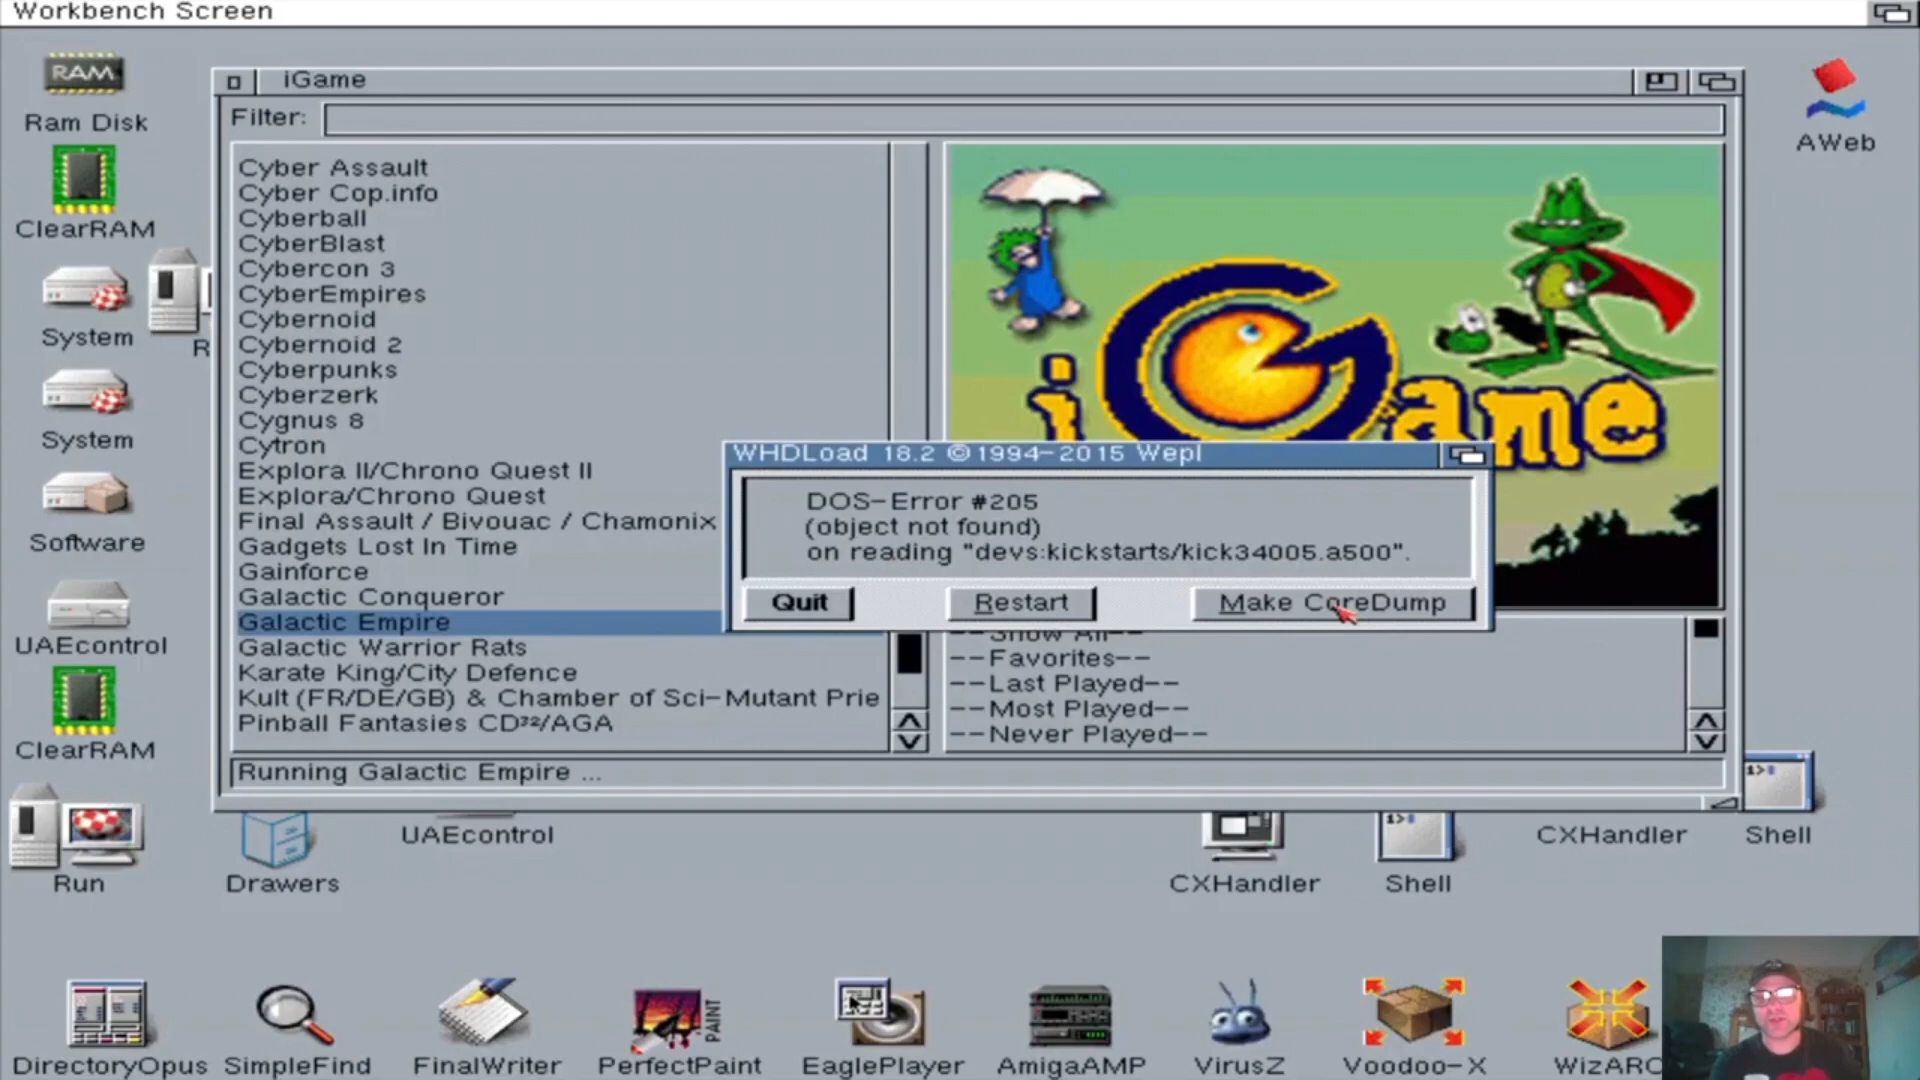 Workbench Screen
RAM
Ram Disk
ClearRAM
System
System
Software
UAEcontrol
ClearRAM
Run
R
iGame
Filter:
Cyber Assault
Cyber Cop.info
Cyberball
CyberBlast
Cybercon 3
CyberEmpires
Cybernoid
Cybernoid 2
Cyberpunks
Cyberzerk
Cygnus 8
Cytron
Explora II/Chrono Quest II
Explora/Chrono Quest
Final Assault / Bivouac / Chamonix
Gadgets Lost In Time
Gainforce
Galactic Conqueror
Galactic Empire
Galactic Warrior Rats
Karate King/City Defence
Kult (FR/DE/GB) & Chamber of Sci-Mutant Prie
Pinball Fantasies CD³²/AGA
iGame
WHDLoad 18.2 ©1994-2015 Wepl
DOS-Error #205
(object not found)
on reading "devs:kickstarts/kick34005.a500".
Quit
Restart
Make CoreDump
--Show All--
--Favorites--
--Last Played--
--Most Played--
--Never Played--
Running Galactic Empire ...
AWeb
1>
Drawers
UAEcontrol
CXHandler
1>
Shell
CXHandler
Shell
DirectoryOpus
SimpleFind
FinalWriter
PAINT
PerfectPaint
EaglePlayer
AmigaAMP
VirusZ
Voodoo-X
WizARC